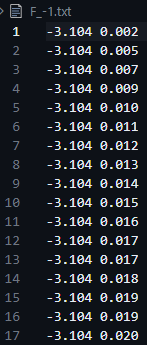 F_-1.txt
1 -3.104 0.002
2 -3.104 0.005
3 -3.104 0.007
4 -3.104 0.009
5 -3.104 0.010
6 -3.104 0.011
7 -3.104 0.012
8 -3.104 0.013
9 -3.104 0.014
10 -3.104 0.015
11 -3.104 0.016
12 -3.104 0.017
13 -3.104 0.017
14 -3.104 0.018
15 -3.104 0.019
16 -3.104 0.019
17 -3.104 0.020